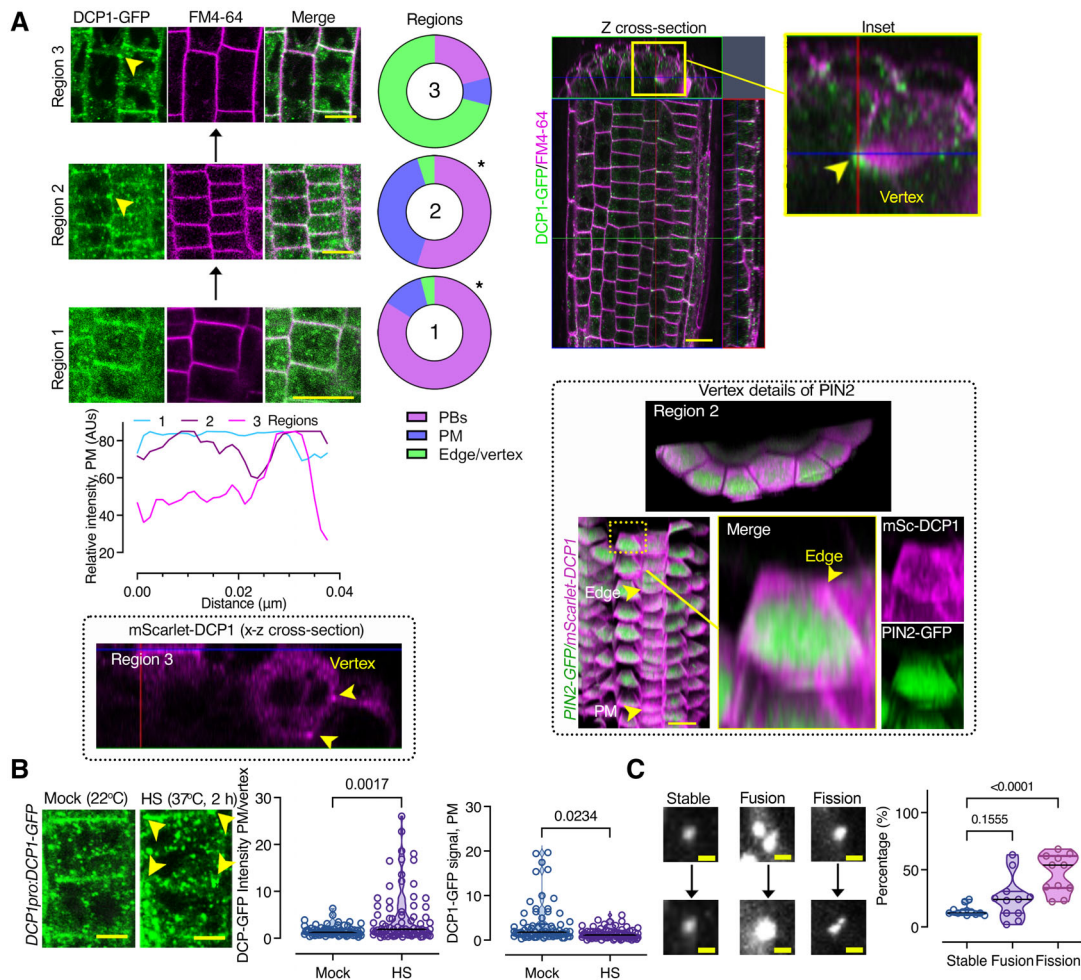 A
DCP1-GFP FM4-64 Merge
Regions
Region 3
3
Region 2
2
*
Region 1
1
*
PBs
PM
Edge/vertex
1 2 3 Regions
Relative intensity, PM (AUs)
80
60
40
20
0.00 0.02 0.04
Distance (μm)
mScarlet-DCP1 (x-z cross-section)
Region 3
Vertex
Z cross-section
Inset
DCP1-GFP/FM4-64
Vertex
Vertex details of PIN2
Region 2
PIN2-GFP/mScarlet-DCP1
Edge
PM
Merge
Edge
mSc-DCP1
PIN2-GFP
B
Mock (22ºC) HS (37ºC, 2 h)
DCP1pro:DCP1-GFP
DCP-GFP Intensity PM/vertex
0.0017
30
20
10
0
Mock HS
DCP1-GFP signal, PM
0.0234
30
20
10
0
Mock HS
C
Stable Fusion Fission
Percentage (%)
<0.0001
0.1555
100
50
0
Stable Fusion Fission